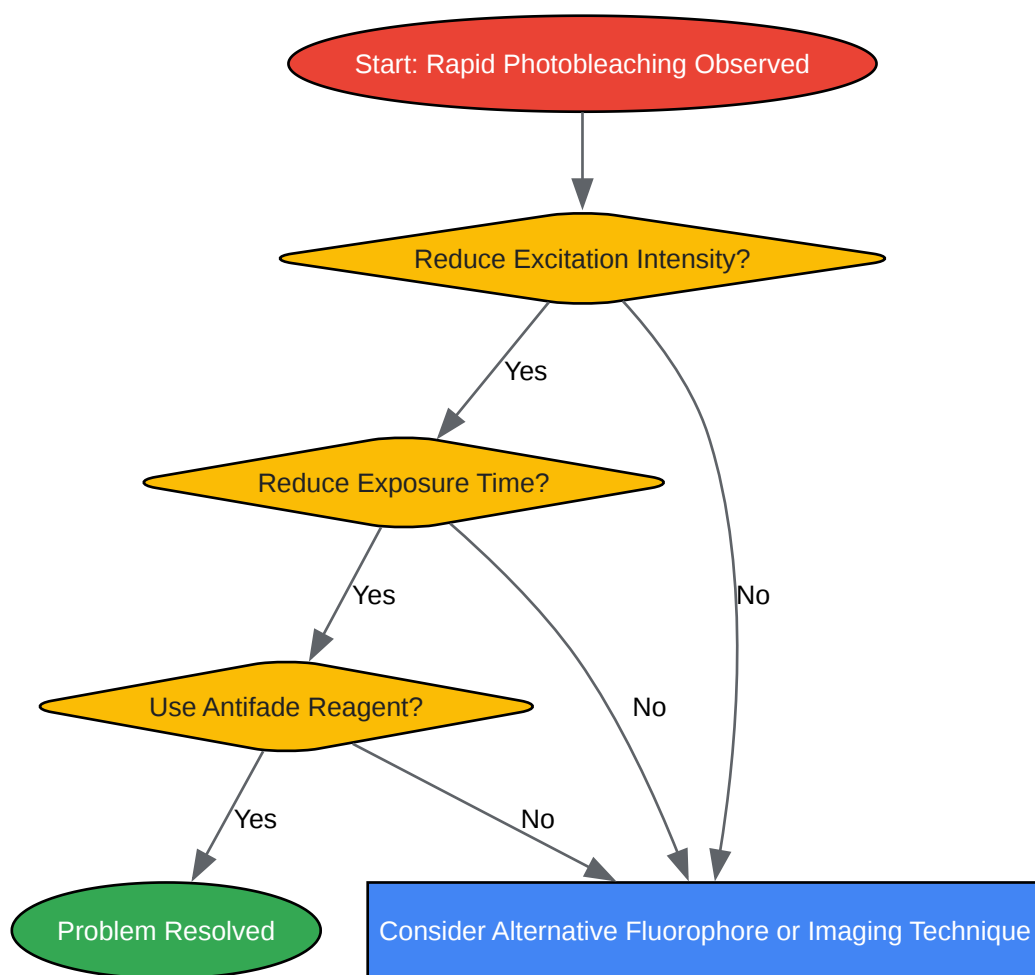 Start: Rapid Photobleaching Observed
Reduce Excitation Intensity?
Yes
Reduce Exposure Time?
Yes
No
Use Antifade Reagent?
No
Yes
No
Problem Resolved
Consider Alternative Fluorophore or Imaging Technique